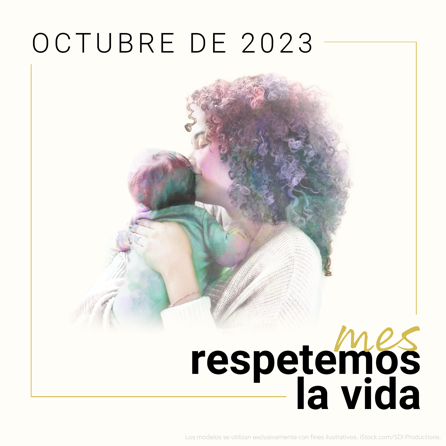 OCTUBRE DE 2023
mes
respetemos
la vida
Los modelos se utilizan exclusivamente con fines ilustrativos. iStock.com/SDI Productions.